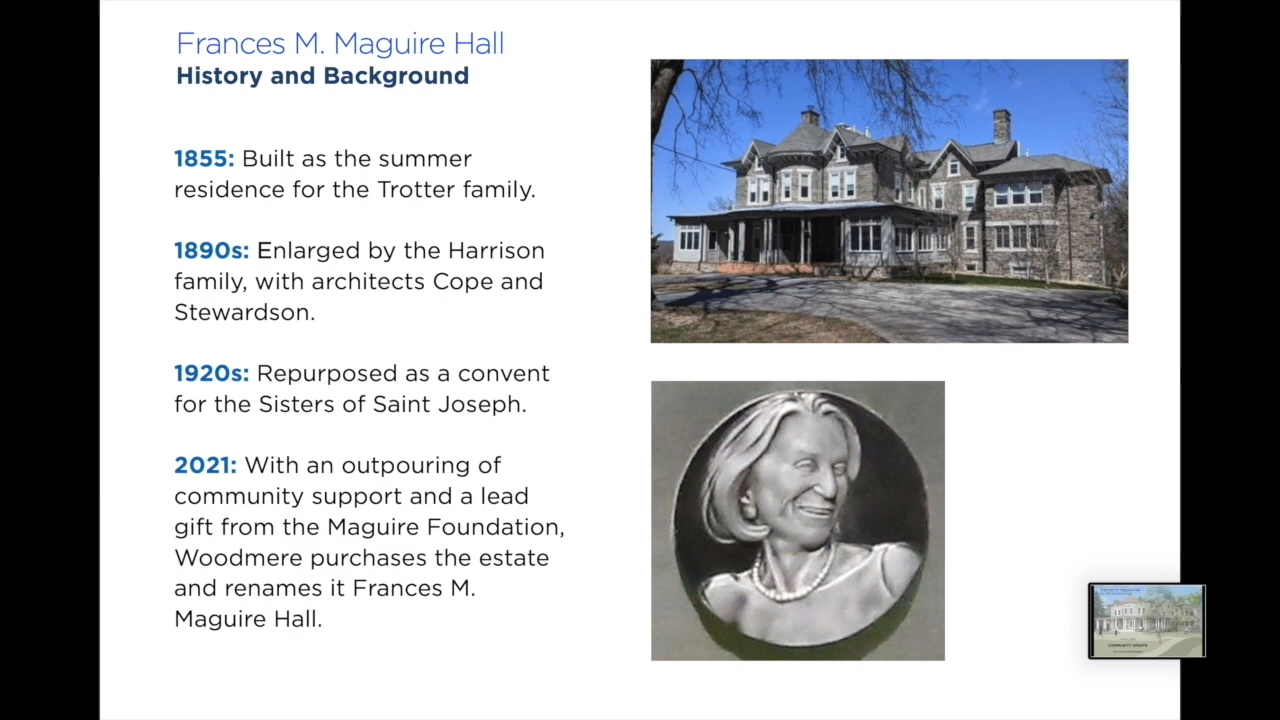 Frances M. Maguire Hall
History and Background
1855: Built as the summer
residence for the Trotter family.
1890s: Enlarged by the Harrison
family, with architects Cope and
Stewardson.
1920s: Repurposed as a convent
for the Sisters of Saint Joseph.
2021: With an outpouring of
community support and a lead
gift from the Maguire Foundation,
Woodmere purchases the estate
and renames it Frances M.
Maguire Hall.
COMMUNITY UPDATE